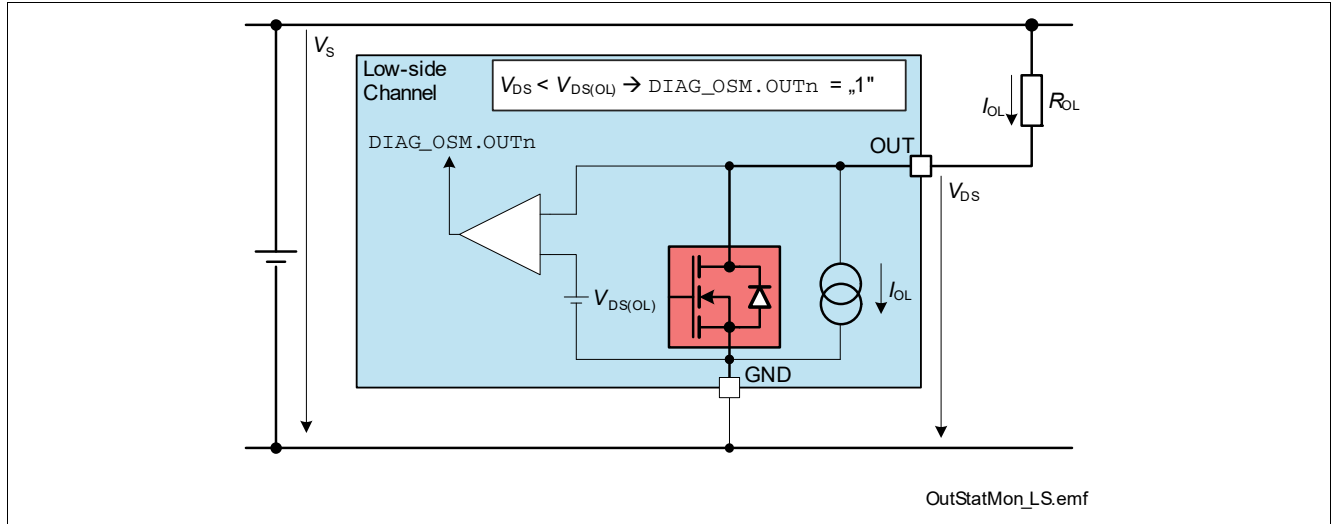 VS
Low-side
Channel
VDS < VDS(OL) → DIAG_OSM.OUTn = „1"
IOL
ROL
DIAG_OSM.OUTn
OUT
VDS
VDS(OL)
IOL
GND
OutStatMon_LS.emf